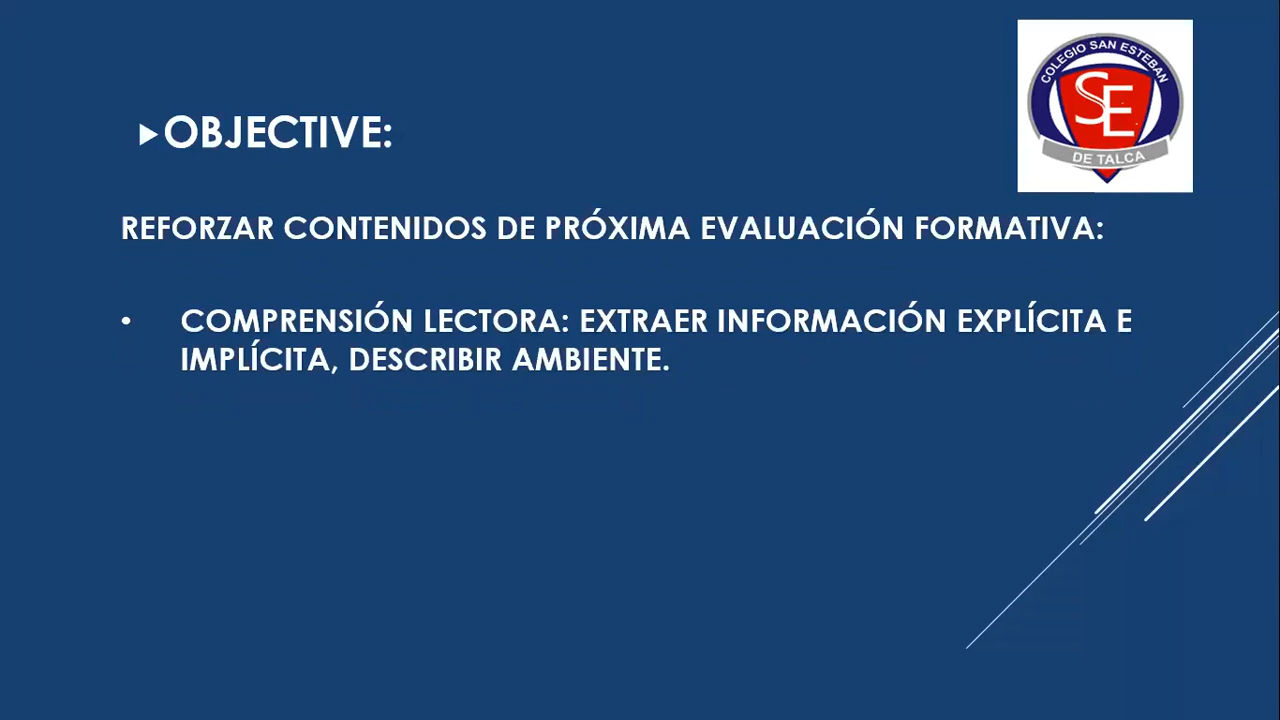 COLEGIO SAN ESTEBAN
SE
DE TALCA
OBJECTIVE:
REFORZAR CONTENIDOS DE PRÓXIMA EVALUACIÓN FORMATIVA:
• COMPRENSIÓN LECTORA: EXTRAER INFORMACIÓN EXPLÍCITA E
IMPLÍCITA, DESCRIBIR AMBIENTE.